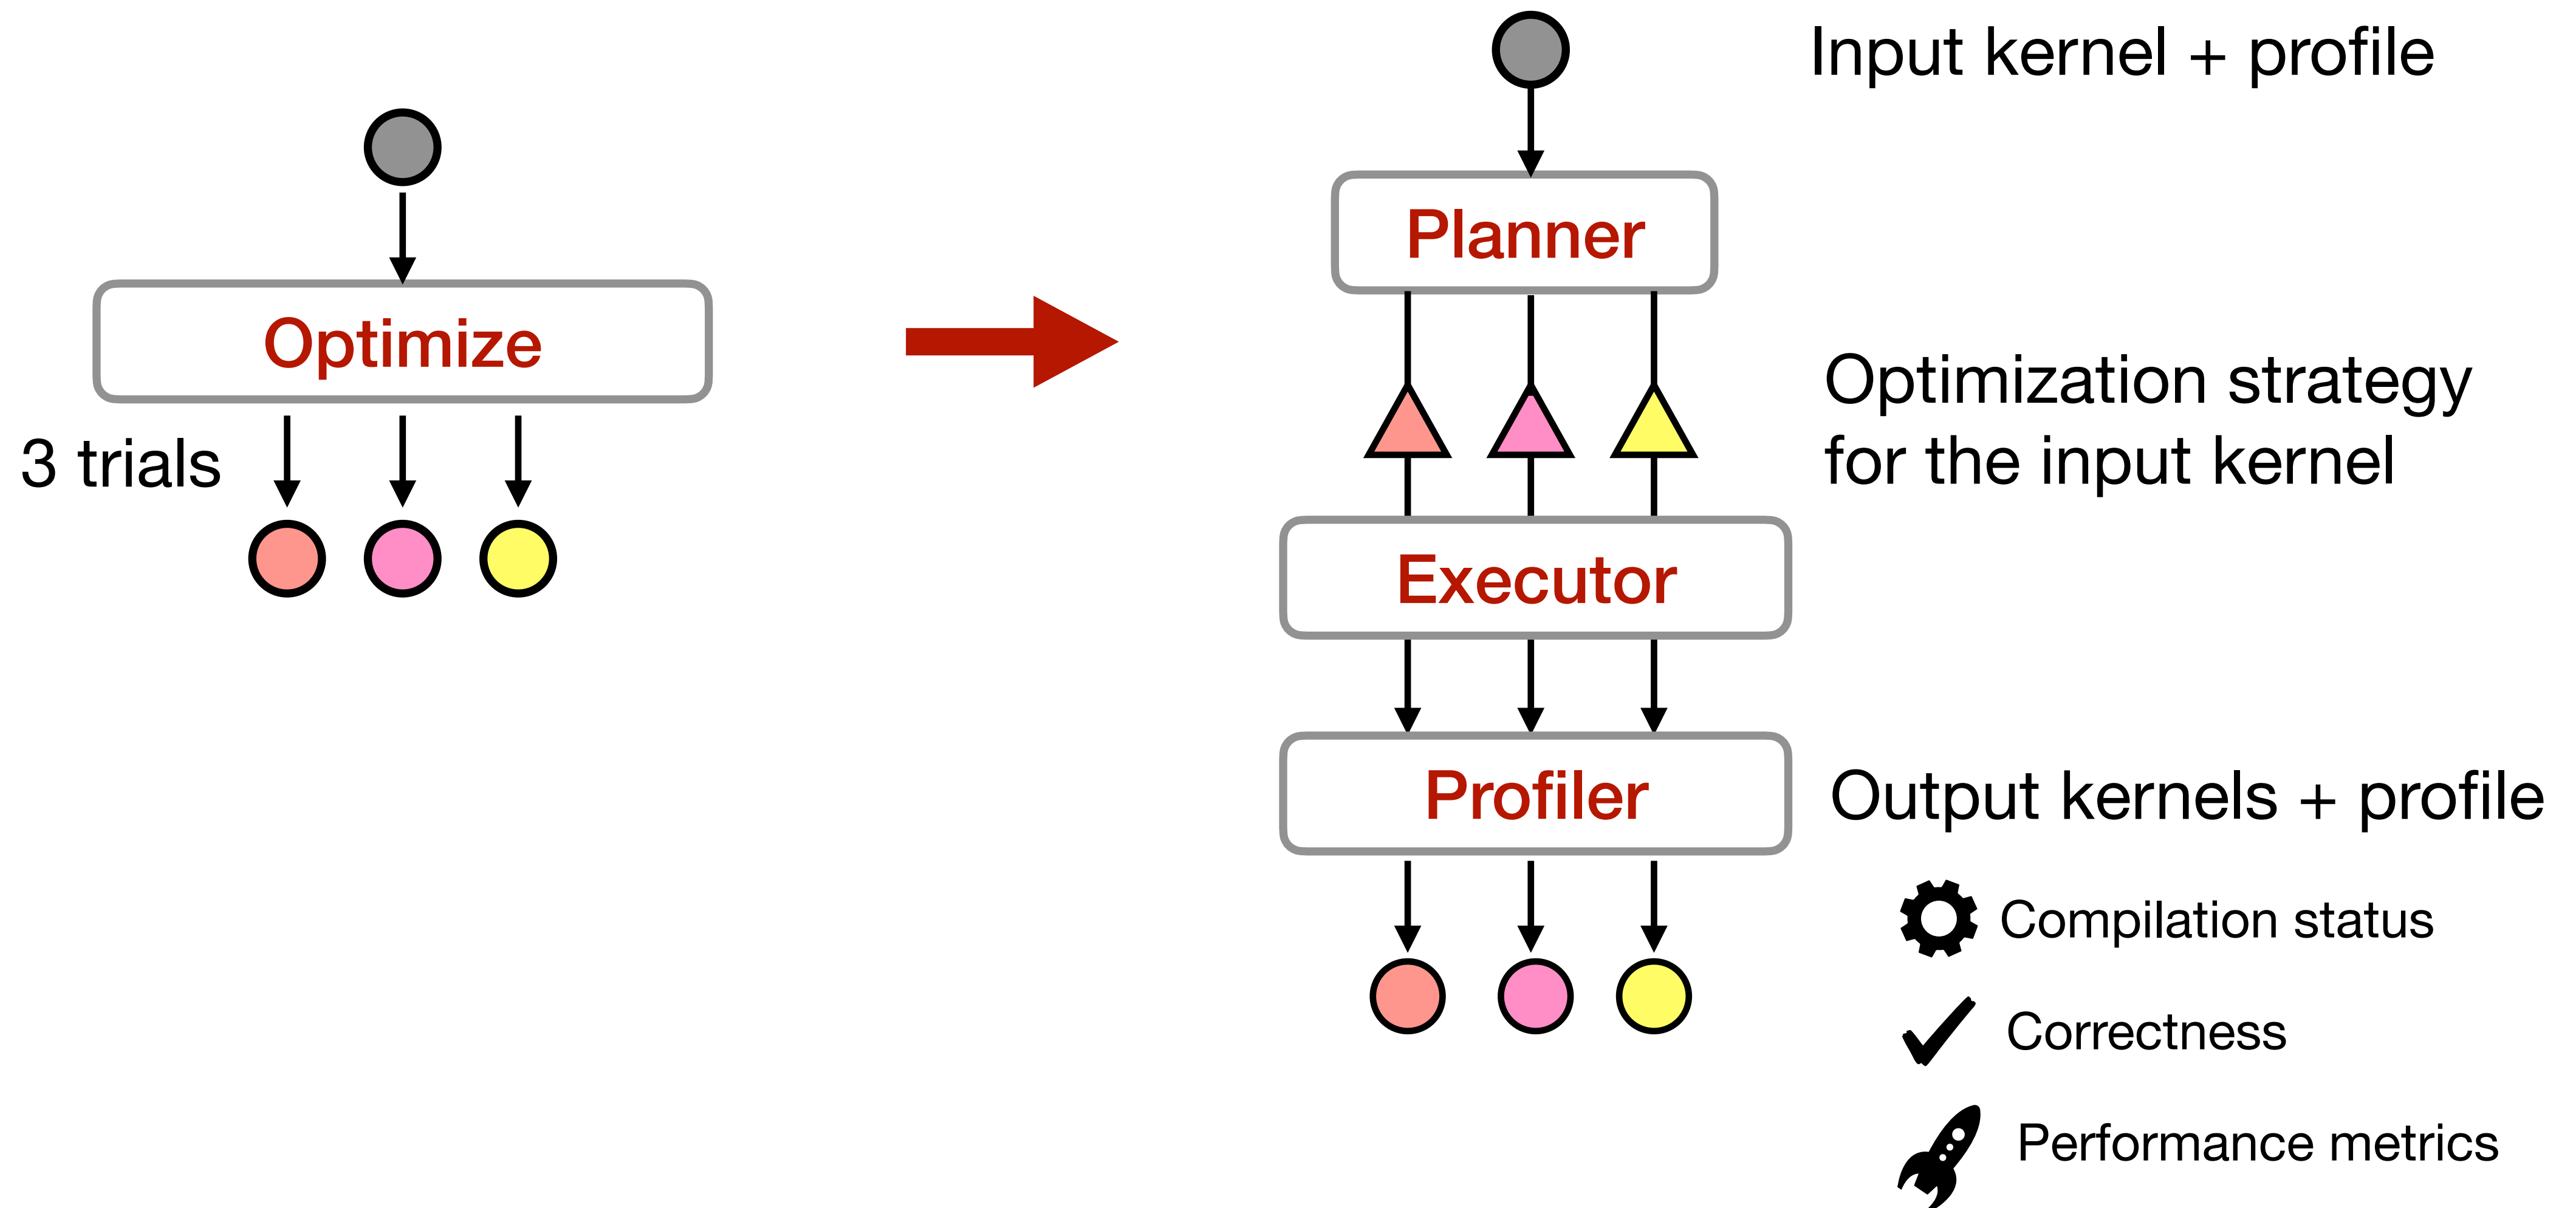 Optimize
3 trials
Input kernel + profile
Planner
Optimization strategy
for the input kernel
Executor
Profiler
Output kernels + profile
Compilation status
Correctness
Performance metrics